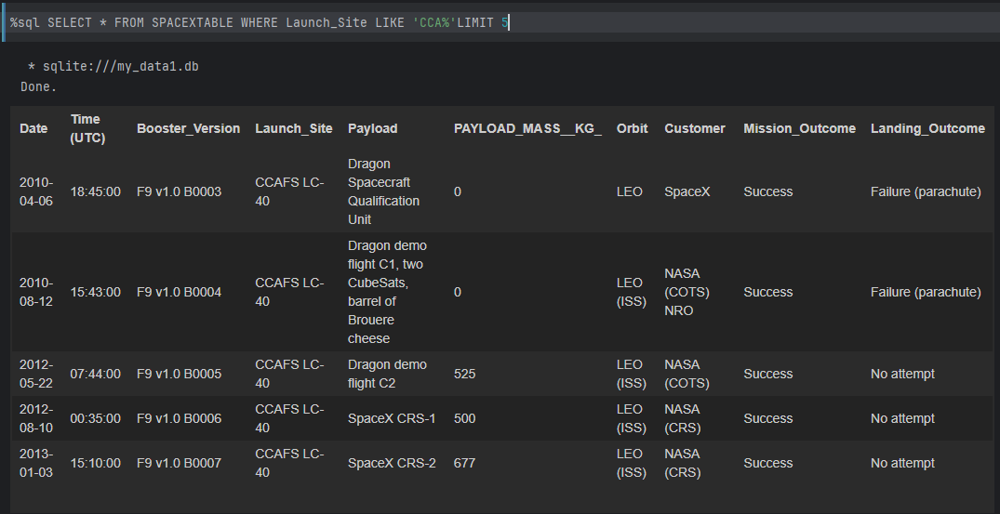 %sql SELECT * FROM SPACEXTABLE WHERE Launch_Site LIKE 'CCA%'LIMIT 5
* sqlite:///my_data1.db
Done.
Date Time (UTC) Booster_Version Launch_Site Payload PAYLOAD_MASS__KG_ Orbit Customer Mission_Outcome Landing_Outcome
2010-04-06 18:45:00 F9 v1.0 B0003 CCAFS LC-40 Dragon Spacecraft Qualification Unit 0 LEO SpaceX Success Failure (parachute)
2010-08-12 15:43:00 F9 v1.0 B0004 CCAFS LC-40 Dragon demo flight C1, two CubeSats, barrel of Brouere cheese 0 LEO (ISS) NASA (COTS) NRO Success Failure (parachute)
2012-05-22 07:44:00 F9 v1.0 B0005 CCAFS LC-40 Dragon demo flight C2 525 LEO (ISS) NASA (COTS) Success No attempt
2012-08-10 00:35:00 F9 v1.0 B0006 CCAFS LC-40 SpaceX CRS-1 500 LEO (ISS) NASA (CRS) Success No attempt
2013-01-03 15:10:00 F9 v1.0 B0007 CCAFS LC-40 SpaceX CRS-2 677 LEO (ISS) NASA (CRS) Success No attempt